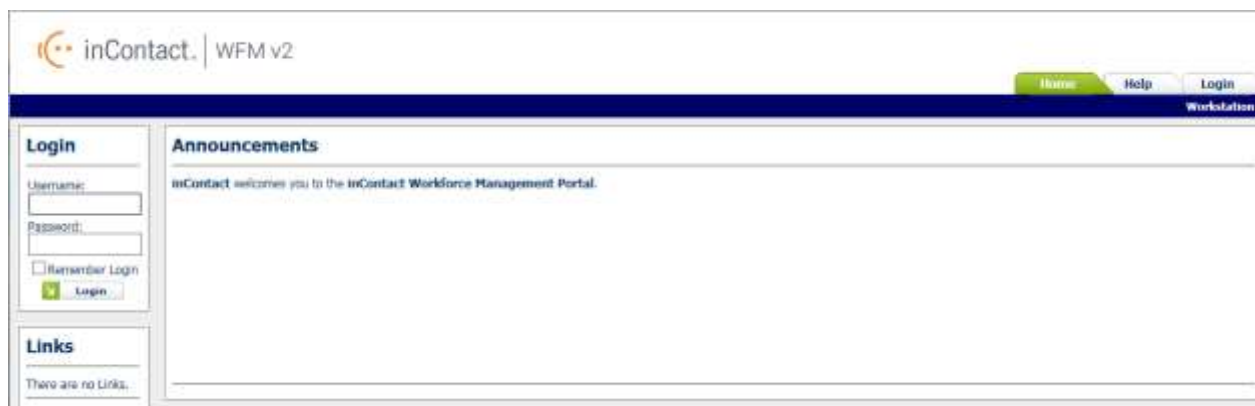 inContact. WFM v2
Home Help Login
Workstation
Login
Username:
Password:
Remember Login
Login
Links
There are no Links.
Announcements
inContact welcomes you to the inContact Workforce Management Portal.